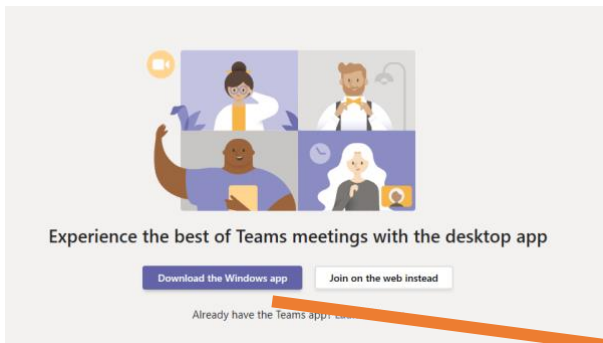 Experience the best of Teams meetings with the desktop app
Download the Windows app
Join on the web instead
Already have the Teams app?